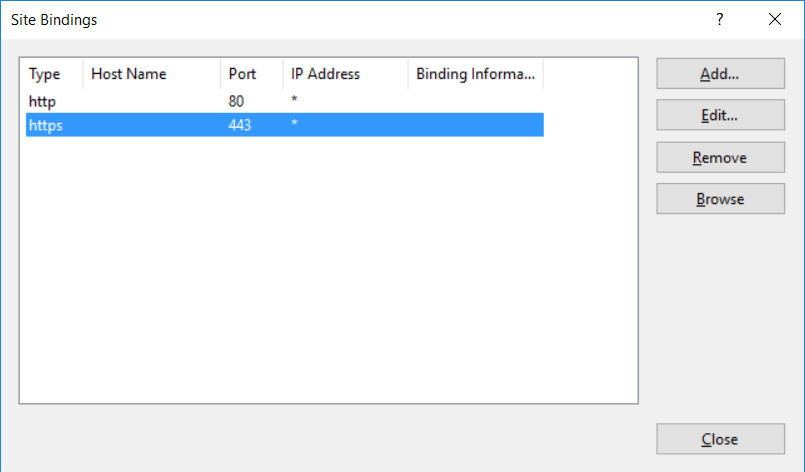 Site Bindings ?
Type Host Name Port IP Address Binding Informa...
http 80 *
https 443 *
Add...
Edit...
Remove
Browse
Close